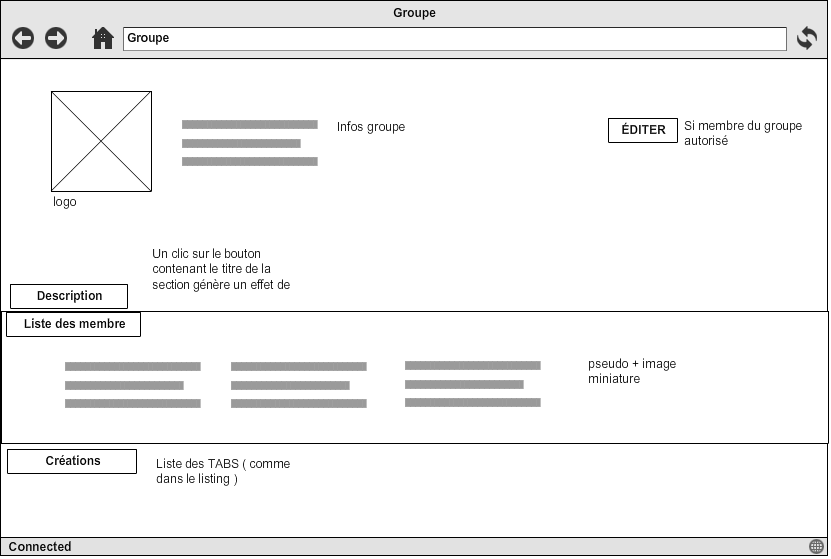 Groupe
Groupe
Infos groupe
ÉDITER
Si membre du groupe
autorisé
logo
Un clic sur le bouton
contenant le titre de la
section génère un effet de
Description
Liste des membre
pseudo + image
miniature
Créations
Liste des TABS ( comme
dans le listing )
Connected